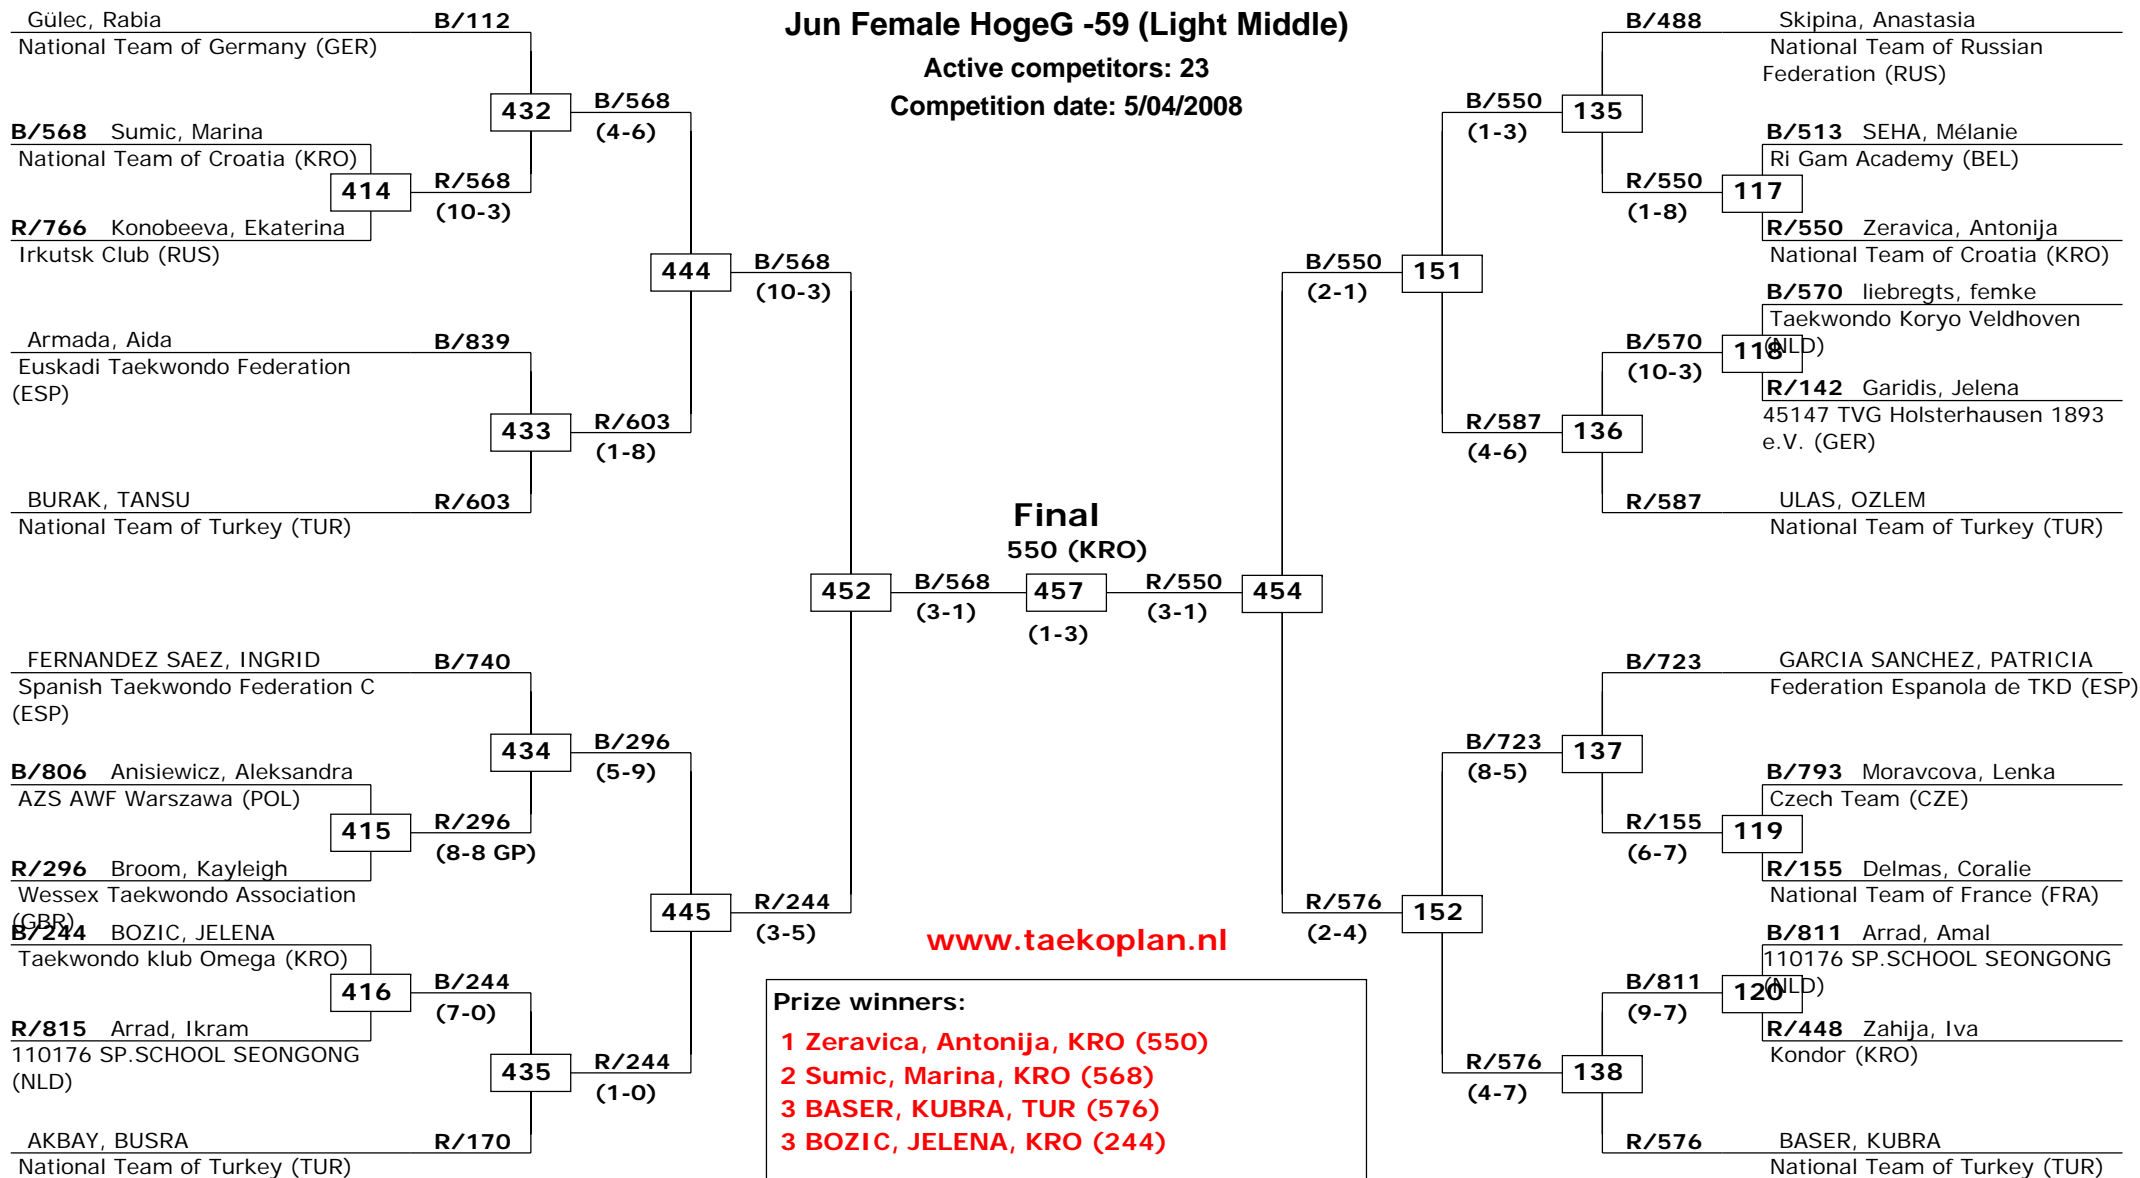 Jun Female HogeG -59 (Light Middle)
Active competitors: 23
Competition date: 5/04/2008
Gülec, Rabia B/112
National Team of Germany (GER)
432
B/568
(4-6)
B/568 Sumic, Marina
National Team of Croatia (KRO)
414
R/568
(10-3)
R/766 Konobeeva, Ekaterina
Irkutsk Club (RUS)
444
B/568
(10-3)
Armada, Aida B/839
Euskadi Taekwondo Federation
(ESP)
433
R/603
(1-8)
BURAK, TANSU R/603
National Team of Turkey (TUR)
452
B/568
(3-1)
FERNANDEZ SAEZ, INGRID B/740
Spanish Taekwondo Federation C
(ESP)
434
B/296
(5-9)
B/806 Anisiewicz, Aleksandra
AZS AWF Warszawa (POL)
415
R/296
(8-8 GP)
R/296 Broom, Kayleigh
Wessex Taekwondo Association
(GBR)
445
R/244
(3-5)
B/244 BOZIC, JELENA
Taekwondo klub Omega (KRO)
416
B/244
(7-0)
R/815 Arrad, Ikram
110176 SP.SCHOOL SEONGONG
(NLD)
435
R/244
(1-0)
AKBAY, BUSRA R/170
National Team of Turkey (TUR)
Final
550 (KRO)
457
(1-3)
R/550
(3-1)
454
B/488 Skipina, Anastasia
National Team of Russian
Federation (RUS)
B/550
(1-3)
135
B/513 SEHA, Mélanie
Ri Gam Academy (BEL)
R/550
(1-8)
117
R/550 Zeravica, Antonija
National Team of Croatia (KRO)
B/550
(2-1)
151
B/570 liebregts, femke
Taekwondo Koryo Veldhoven
(NLD)
B/570
(10-3)
118
R/142 Garidis, Jelena
45147 TVG Holsterhausen 1893
e.V. (GER)
R/587
(4-6)
136
R/587 ULAS, OZLEM
National Team of Turkey (TUR)
B/723 GARCIA SANCHEZ, PATRICIA
Federation Espanola de TKD (ESP)
B/723
(8-5)
137
B/793 Moravcova, Lenka
Czech Team (CZE)
R/155
(6-7)
119
R/155 Delmas, Coralie
National Team of France (FRA)
R/576
(2-4)
152
B/811 Arrad, Amal
110176 SP.SCHOOL SEONGONG
(NLD)
B/811
(9-7)
120
R/448 Zahija, Iva
Kondor (KRO)
R/576
(4-7)
138
R/576 BASER, KUBRA
National Team of Turkey (TUR)
www.taekoplan.nl
Prize winners:
1 Zeravica, Antonija, KRO (550)
2 Sumic, Marina, KRO (568)
3 BASER, KUBRA, TUR (576)
3 BOZIC, JELENA, KRO (244)